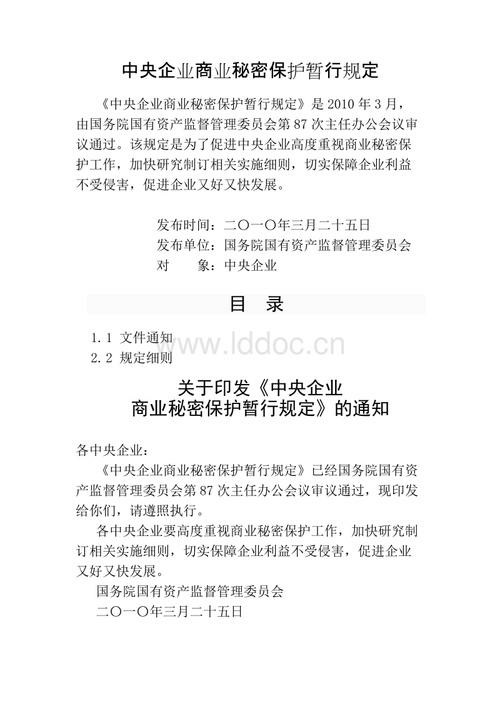 中央企业商业秘密保护暂行规定
《中央企业商业秘密保护暂行规定》是 2010 年 3 月，
由国务院国有资产监督管理委员会第 87 次主任办公会议审
议通过。该规定是为了促进中央企业高度重视商业秘密保
护工作，加快研究制订相关实施细则，切实保障企业利益
不受侵害，促进企业又好又快发展。
发布时间：二〇一〇年三月二十五日
发布单位：国务院国有资产监督管理委员会
对　　象：中央企业
目　录
1.1 文件通知
www.lddoc.cn
2.2 规定细则
关于印发《中央企业
商业秘密保护暂行规定》的通知
各中央企业：
《中央企业商业秘密保护暂行规定》已经国务院国有资
产监督管理委员会第 87 次主任办公会议审议通过，现印发
给你们，请遵照执行。
各中央企业要高度重视商业秘密保护工作，加快研究制
订相关实施细则，切实保障企业利益不受侵害，促进企业
又好又快发展。
国务院国有资产监督管理委员会
二〇一〇年三月二十五日